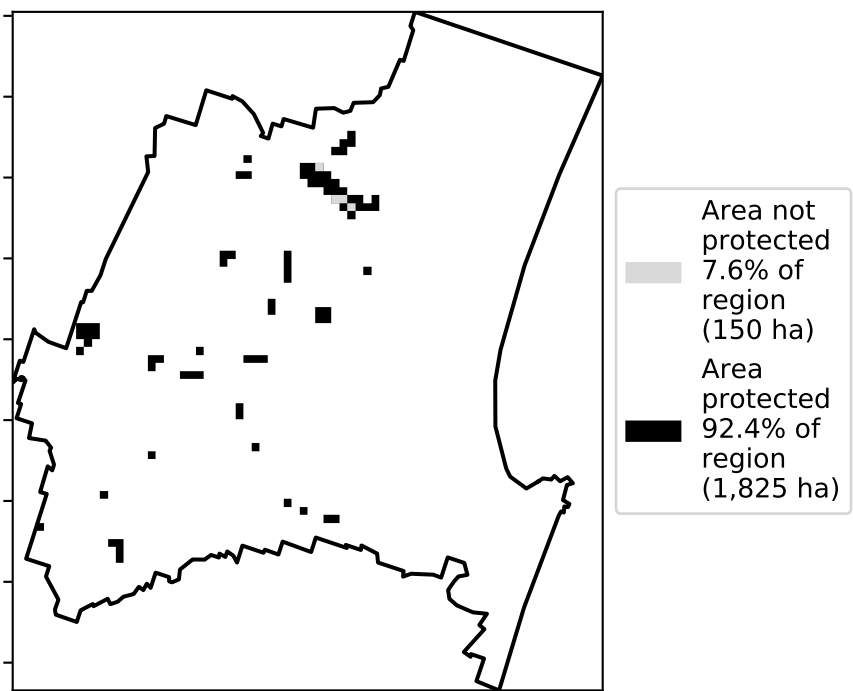 Area not
protected
7.6% of
region
(150 ha)
Area
protected
92.4% of
region
(1,825 ha)